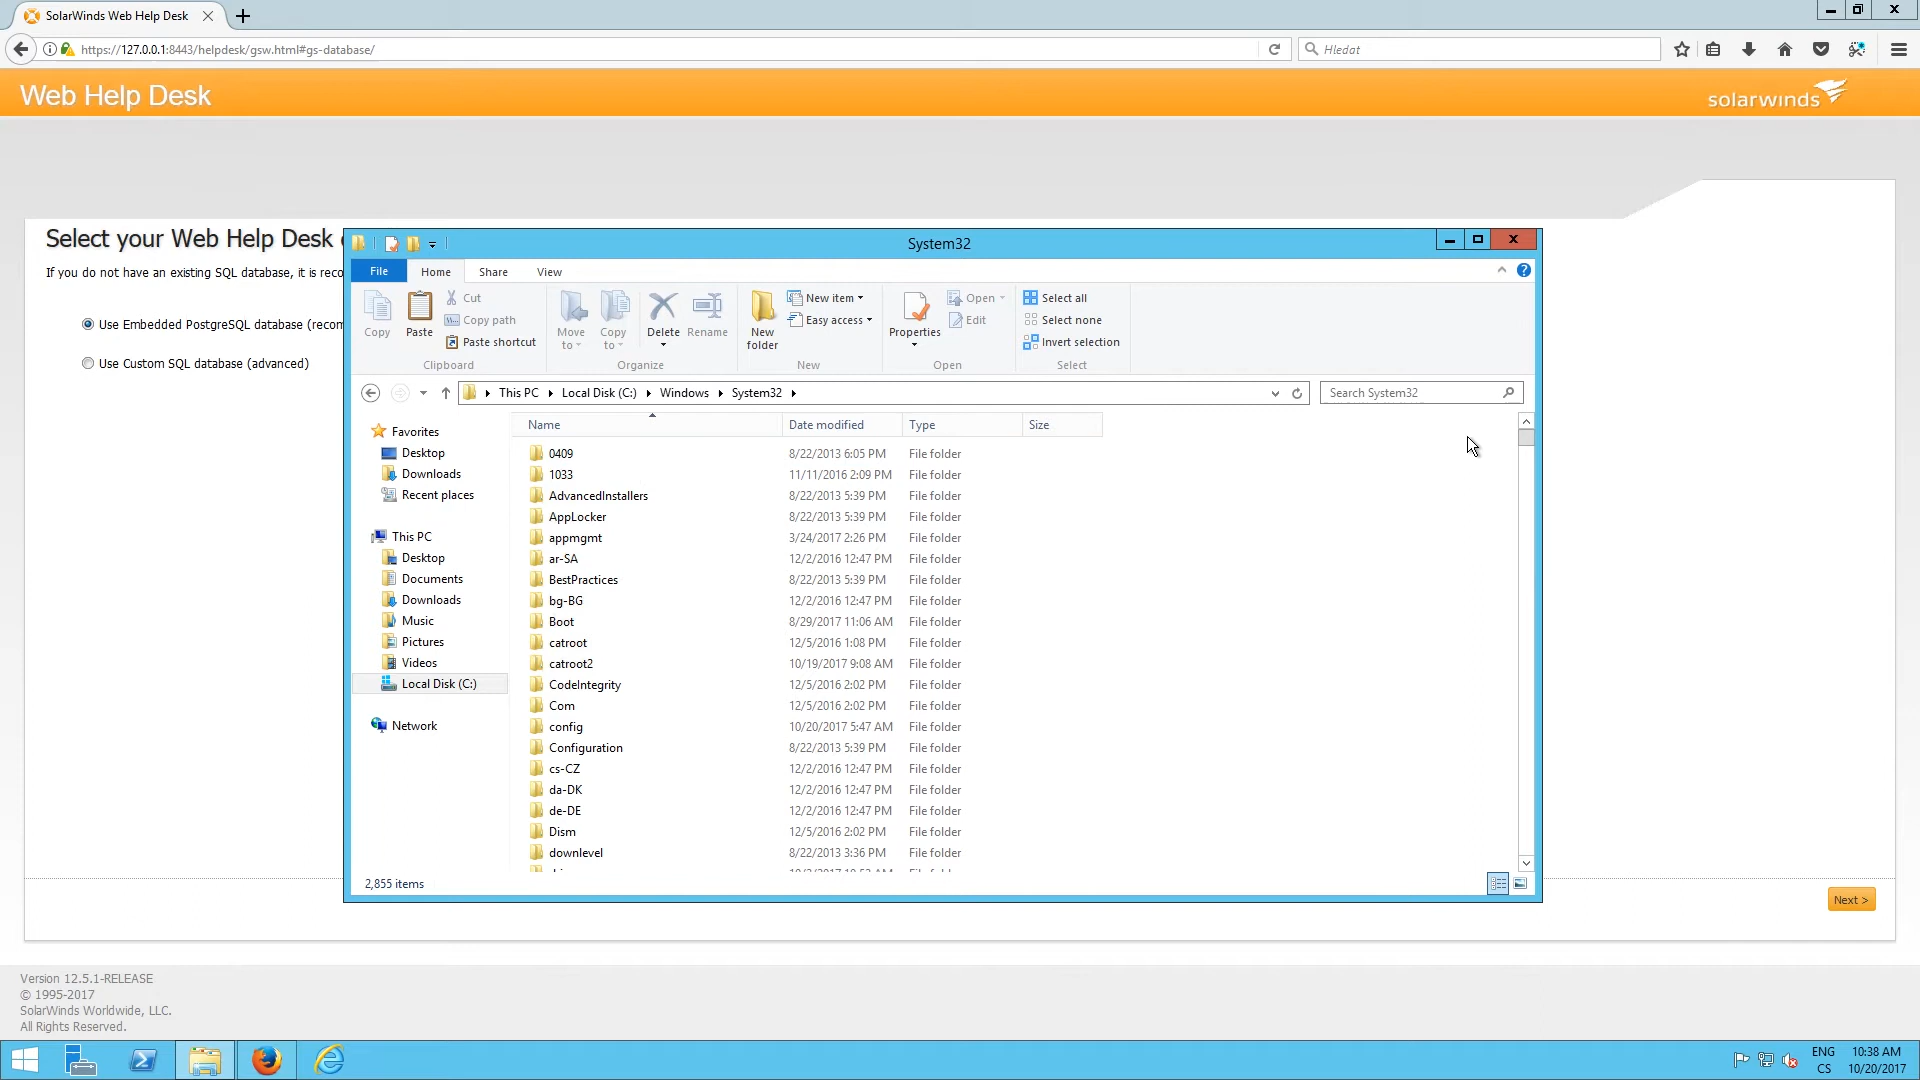 SolarWinds Web Help Desk
https://127.0.0.1:8443/helpdesk/gsw.html#gs-database/
Hledat
Web Help Desk
solarwinds
Select your Web Help Desk
If you do not have an existing SQL database, it is reco
Use Embedded PostgreSQL database (recom
Use Custom SQL database (advanced)
System32
File
Home
Share
View
Copy
Paste
Cut
Copy path
Paste shortcut
Clipboard
Move to
Copy to
Delete
Rename
Organize
New folder
New item
Easy access
New
Properties
Open
Edit
Open
Select all
Select none
Invert selection
Select
This PC
Local Disk (C:)
Windows
System32
Search System32
Favorites
Desktop
Downloads
Recent places
This PC
Desktop
Documents
Downloads
Music
Pictures
Videos
Local Disk (C:)
Network
Name Date modified Type Size
0409 8/22/2013 6:05 PM File folder
1033 11/11/2016 2:09 PM File folder
AdvancedInstallers 8/22/2013 5:39 PM File folder
AppLocker 8/22/2013 5:39 PM File folder
appmgmt 3/24/2017 2:26 PM File folder
ar-SA 12/2/2016 12:47 PM File folder
BestPractices 8/22/2013 5:39 PM File folder
bg-BG 12/2/2016 12:47 PM File folder
Boot 8/29/2017 11:06 AM File folder
catroot 12/5/2016 1:08 PM File folder
catroot2 10/19/2017 9:08 AM File folder
CodeIntegrity 12/5/2016 2:02 PM File folder
Com 12/5/2016 2:02 PM File folder
config 10/20/2017 5:47 AM File folder
Configuration 8/22/2013 5:39 PM File folder
cs-CZ 12/2/2016 12:47 PM File folder
da-DK 12/2/2016 12:47 PM File folder
de-DE 12/2/2016 12:47 PM File folder
Dism 12/5/2016 2:02 PM File folder
downlevel 8/22/2013 3:36 PM File folder
2,855 items
Next >
Version 12.5.1-RELEASE
© 1995-2017
SolarWinds Worldwide, LLC.
All Rights Reserved.
ENG
CS
10:38 AM
10/20/2017